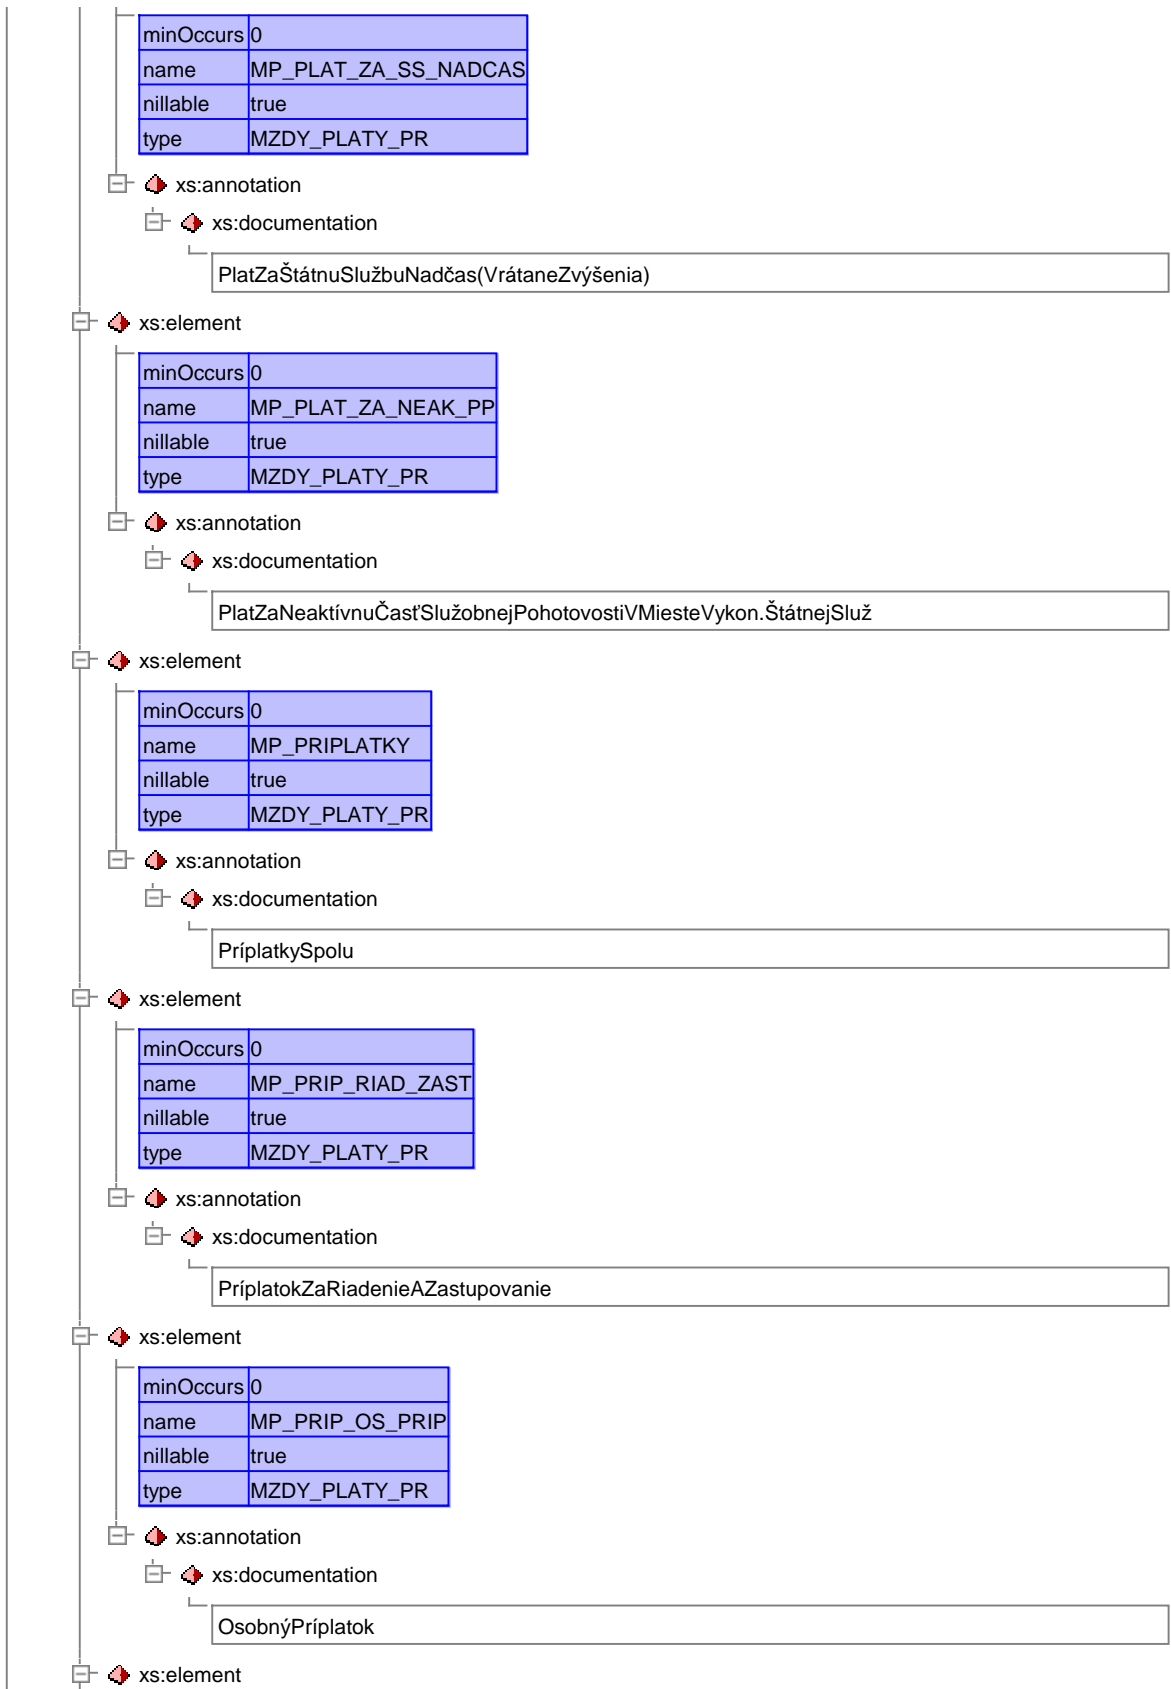 minOccurs 0
name MP_PLAT_ZA_SS_NADCAS
nillable true
type MZDY_PLATY_PR
xs:annotation
xs:documentation
PlatZaŠtátnuSlužbuNadčas(VrátaneZvýšenia)
xs:element
minOccurs 0
name MP_PLAT_ZA_NEAK_PP
nillable true
type MZDY_PLATY_PR
xs:annotation
xs:documentation
PlatZaNeaktívnuČasťSlužobnejPohotovostiVMiesteVykon.ŠtátnejSluž
xs:element
minOccurs 0
name MP_PRIPLATKY
nillable true
type MZDY_PLATY_PR
xs:annotation
xs:documentation
PríplatkySpolu
xs:element
minOccurs 0
name MP_PRIP_RIAD_ZAST
nillable true
type MZDY_PLATY_PR
xs:annotation
xs:documentation
PríplatokZaRiadenieAZastupovanie
xs:element
minOccurs 0
name MP_PRIP_OS_PRIP
nillable true
type MZDY_PLATY_PR
xs:annotation
xs:documentation
OsobnýPríplatok
xs:element